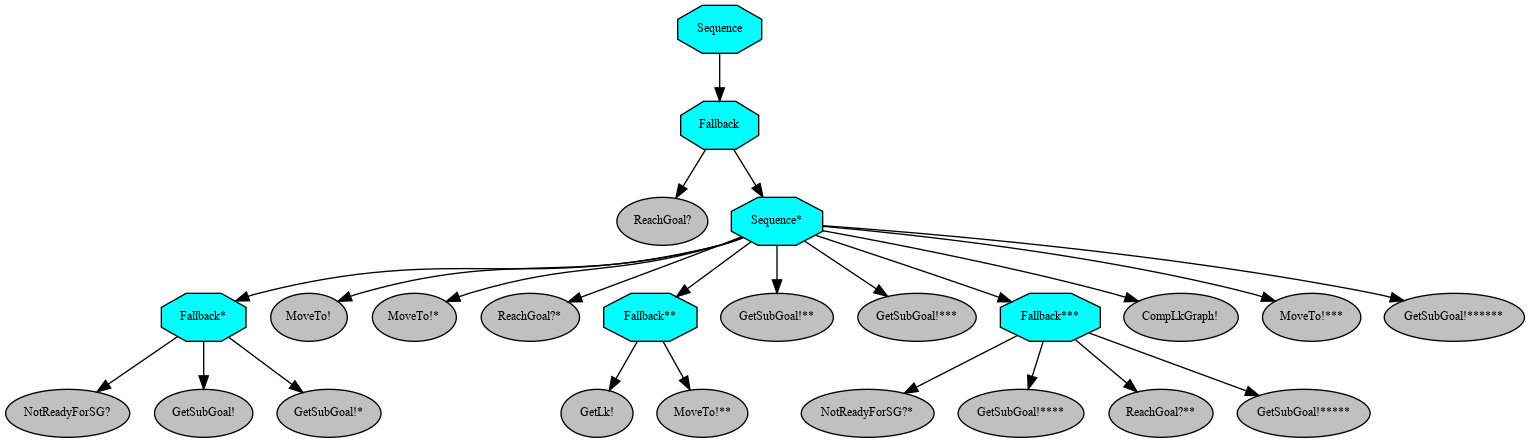 Sequence
Fallback
ReachGoal?
Sequence*
Fallback*
MoveTo!
MoveTo!*
ReachGoal?*
Fallback**
GetSubGoal!**
GetSubGoal!***
Fallback***
CompLkGraph!
MoveTo!***
GetSubGoal!******
NotReadyForSG?
GetSubGoal!
GetSubGoal!*
GetLk!
MoveTo!**
NotReadyForSG?*
GetSubGoal!****
ReachGoal?**
GetSubGoal!*****